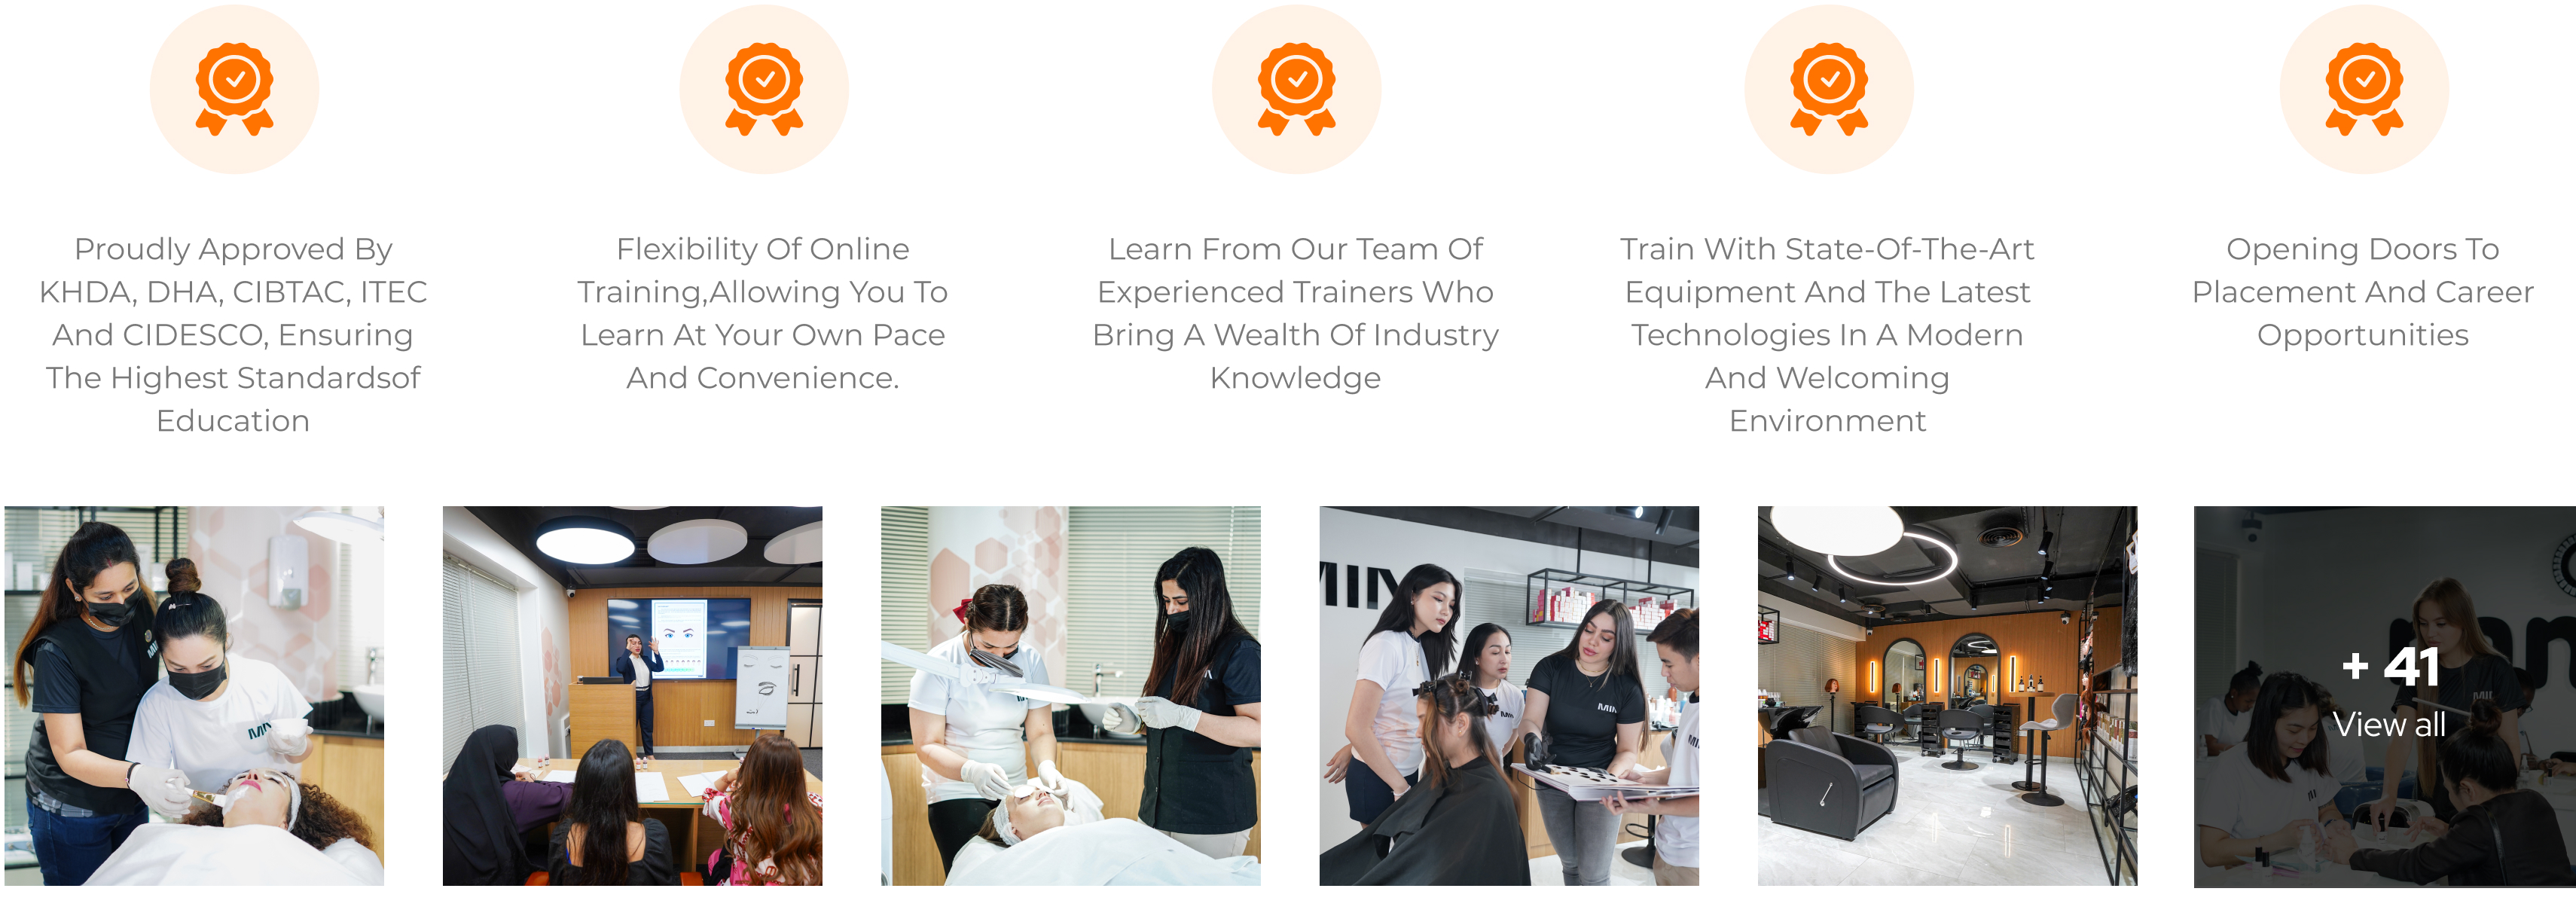 Proudly Approved By
KHDA, DHA, CIBTAC, ITEC
And CIDESCO, Ensuring
The Highest Standardsof
Education
Flexibility Of Online
Training,Allowing You To
Learn At Your Own Pace
And Convenience.
Learn From Our Team Of
Experienced Trainers Who
Bring A Wealth Of Industry
Knowledge
Train With State-Of-The-Art
Equipment And The Latest
Technologies In A Modern
And Welcoming
Environment
Opening Doors To
Placement And Career
Opportunities
+ 41
View all